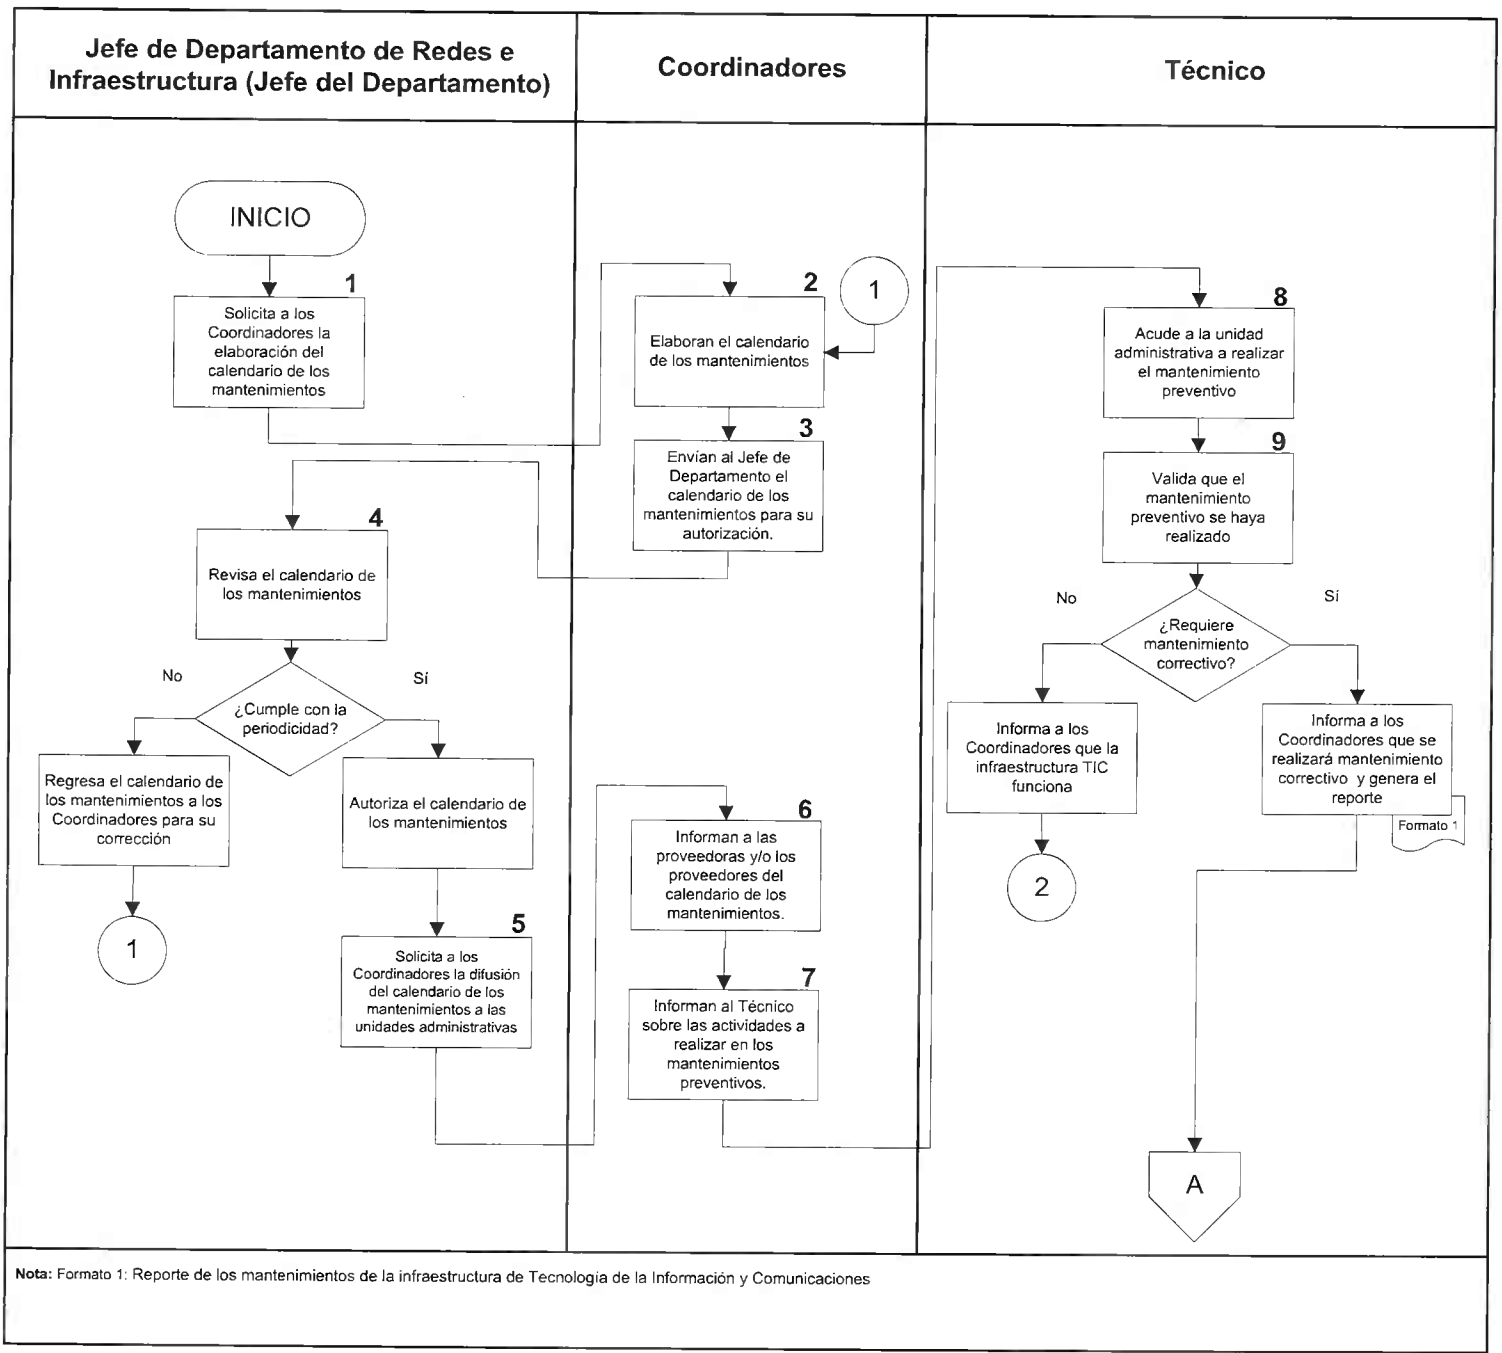 Jefe de Departamento de Redes e
Infraestructura (Jefe del Departamento)
Coordinadores
Técnico
INICIO
1
Solicita a los
Coordinadores la
elaboración del
calendario de los
mantenimientos
2
1
Elaboran el calendario
de los mantenimientos
3
Envían al Jefe de
Departamento el
calendario de los
mantenimientos para su
autorización.
4
Revisa el calendario de
los mantenimientos
No
Sí
¿Cumple con la
periodicidad?
Regresa el calendario de
los mantenimientos a los
Coordinadores para su
corrección
1
Autoriza el calendario de
los mantenimientos
5
Solicita a los
Coordinadores la difusión
del calendario de los
mantenimientos a las
unidades administrativas
6
Informan a las
proveedoras y/o los
proveedores del
calendario de los
mantenimientos.
7
Informan al Técnico
sobre las actividades a
realizar en los
mantenimientos
preventivos.
8
Acude a la unidad
administrativa a realizar
el mantenimiento
preventivo
9
Valida que el
mantenimiento
preventivo se haya
realizado
No
Sí
¿Requiere
mantenimiento
correctivo?
Informa a los
Coordinadores que la
infraestructura TIC
funciona
2
Informa a los
Coordinadores que se
realizará mantenimiento
correctivo y genera el
reporte
Formato 1
A
Nota: Formato 1: Reporte de los mantenimientos de la infraestructura de Tecnología de la Información y Comunicaciones